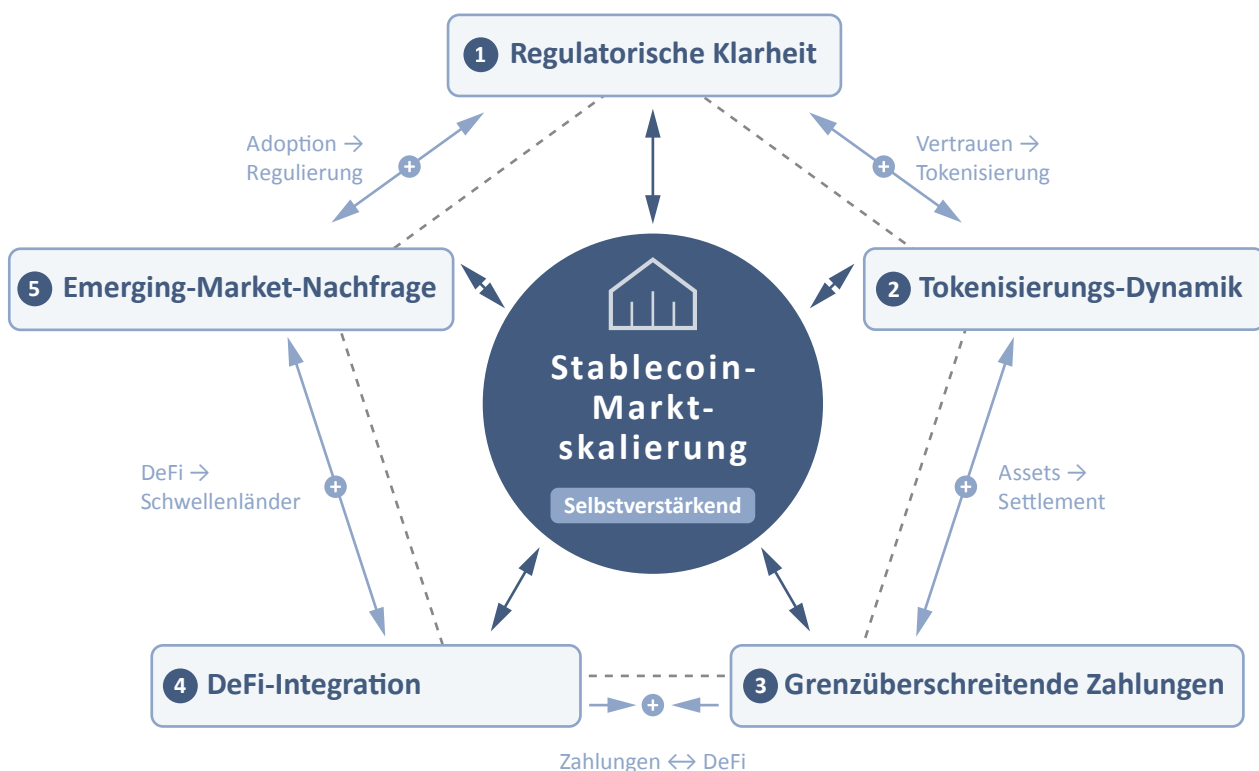 1 Regulatorische Klarheit
Adoption →
Regulierung
+
Vertrauen →
Tokenisierung
+
5 Emerging-Market-Nachfrage
2 Tokenisierungs-Dynamik
Stablecoin-
Markt-
skalierung
Selbstverstärkend
DeFi →
Schwellenländer
+
Assets →
Settlement
+
4 DeFi-Integration
3 Grenzüberschreitende Zahlungen
+
Zahlungen ↔ DeFi